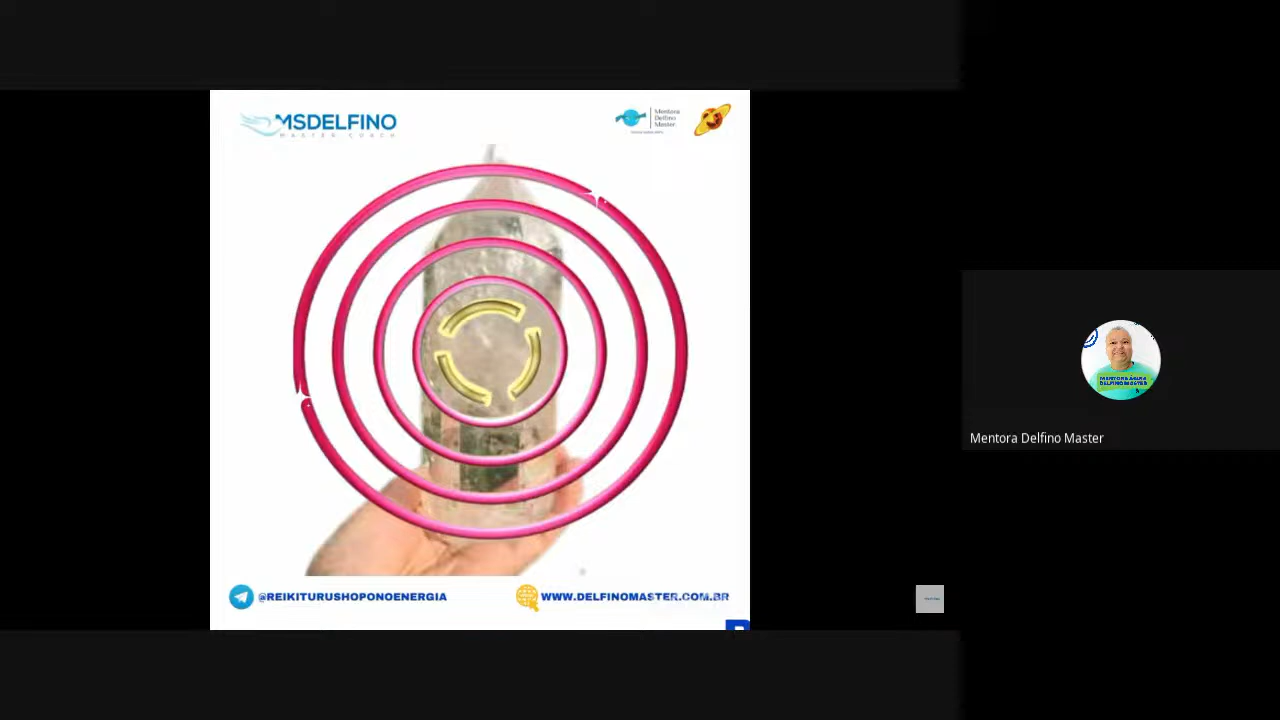 MSDELFINO
MASTER COACH
Mentora
Delfino
Master
@REIKITURUSHOPONOENERGIA
WWW.DELFINOMASTER.COM.BR
Mentora Delfino Master